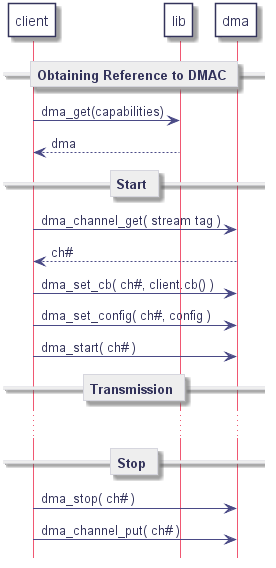 client lib dma
Obtaining Reference to DMAC
dma_get(capabilities)
dma
Start
dma_channel_get( stream tag )
ch#
dma_set_cb( ch#, client.cb() )
dma_set_config( ch#, config )
dma_start( ch# )
Transmission
Stop
dma_stop( ch# )
dma_channel_put( ch# )